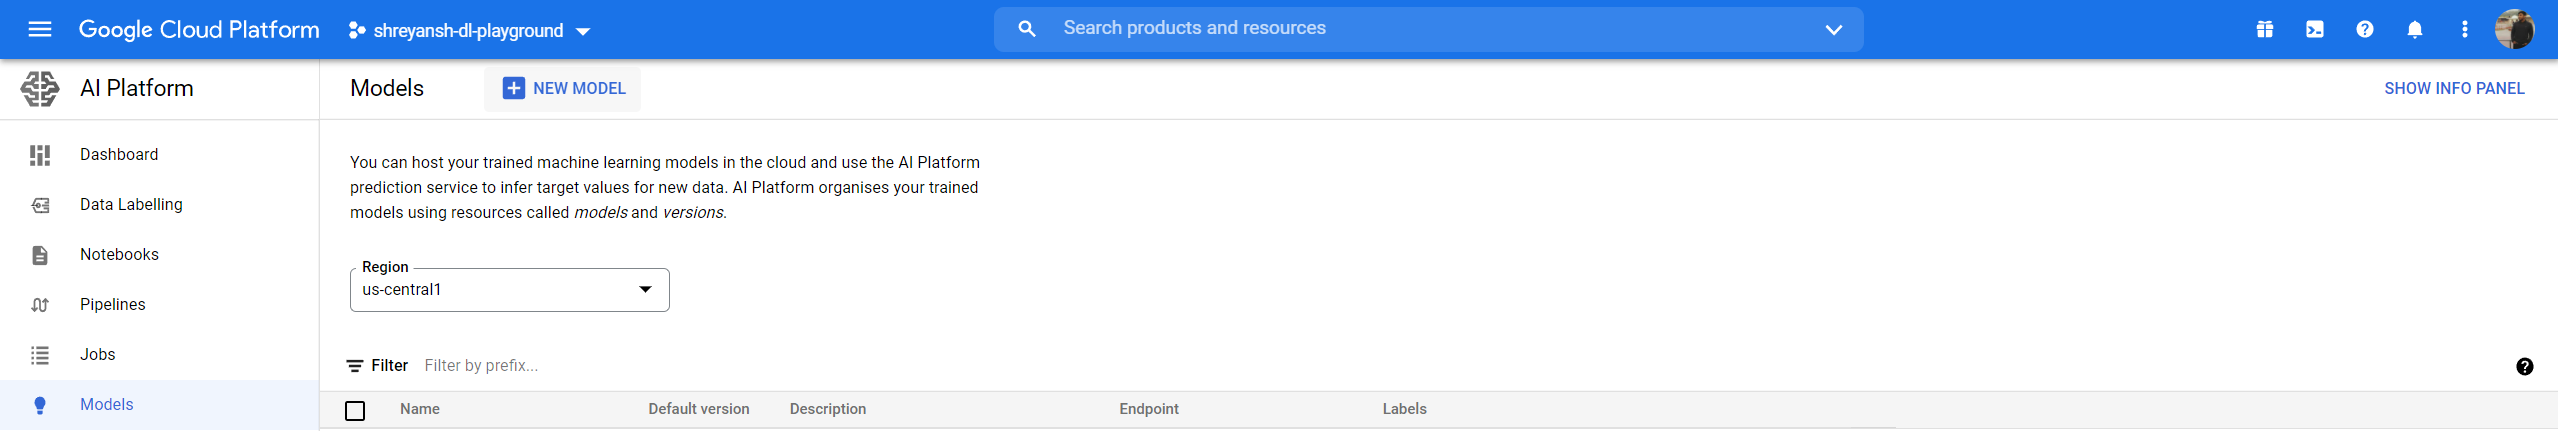 Google Cloud Platform shreyansh-dl-playground Search products and resources
AI Platform
Models NEW MODEL SHOW INFO PANEL
Dashboard
Data Labelling
Notebooks
Pipelines
Jobs
Models
You can host your trained machine learning models in the cloud and use the AI Platform
prediction service to infer target values for new data. AI Platform organises your trained
models using resources called models and versions.
Region
us-central1
Filter Filter by prefix...
Name Default version Description Endpoint Labels